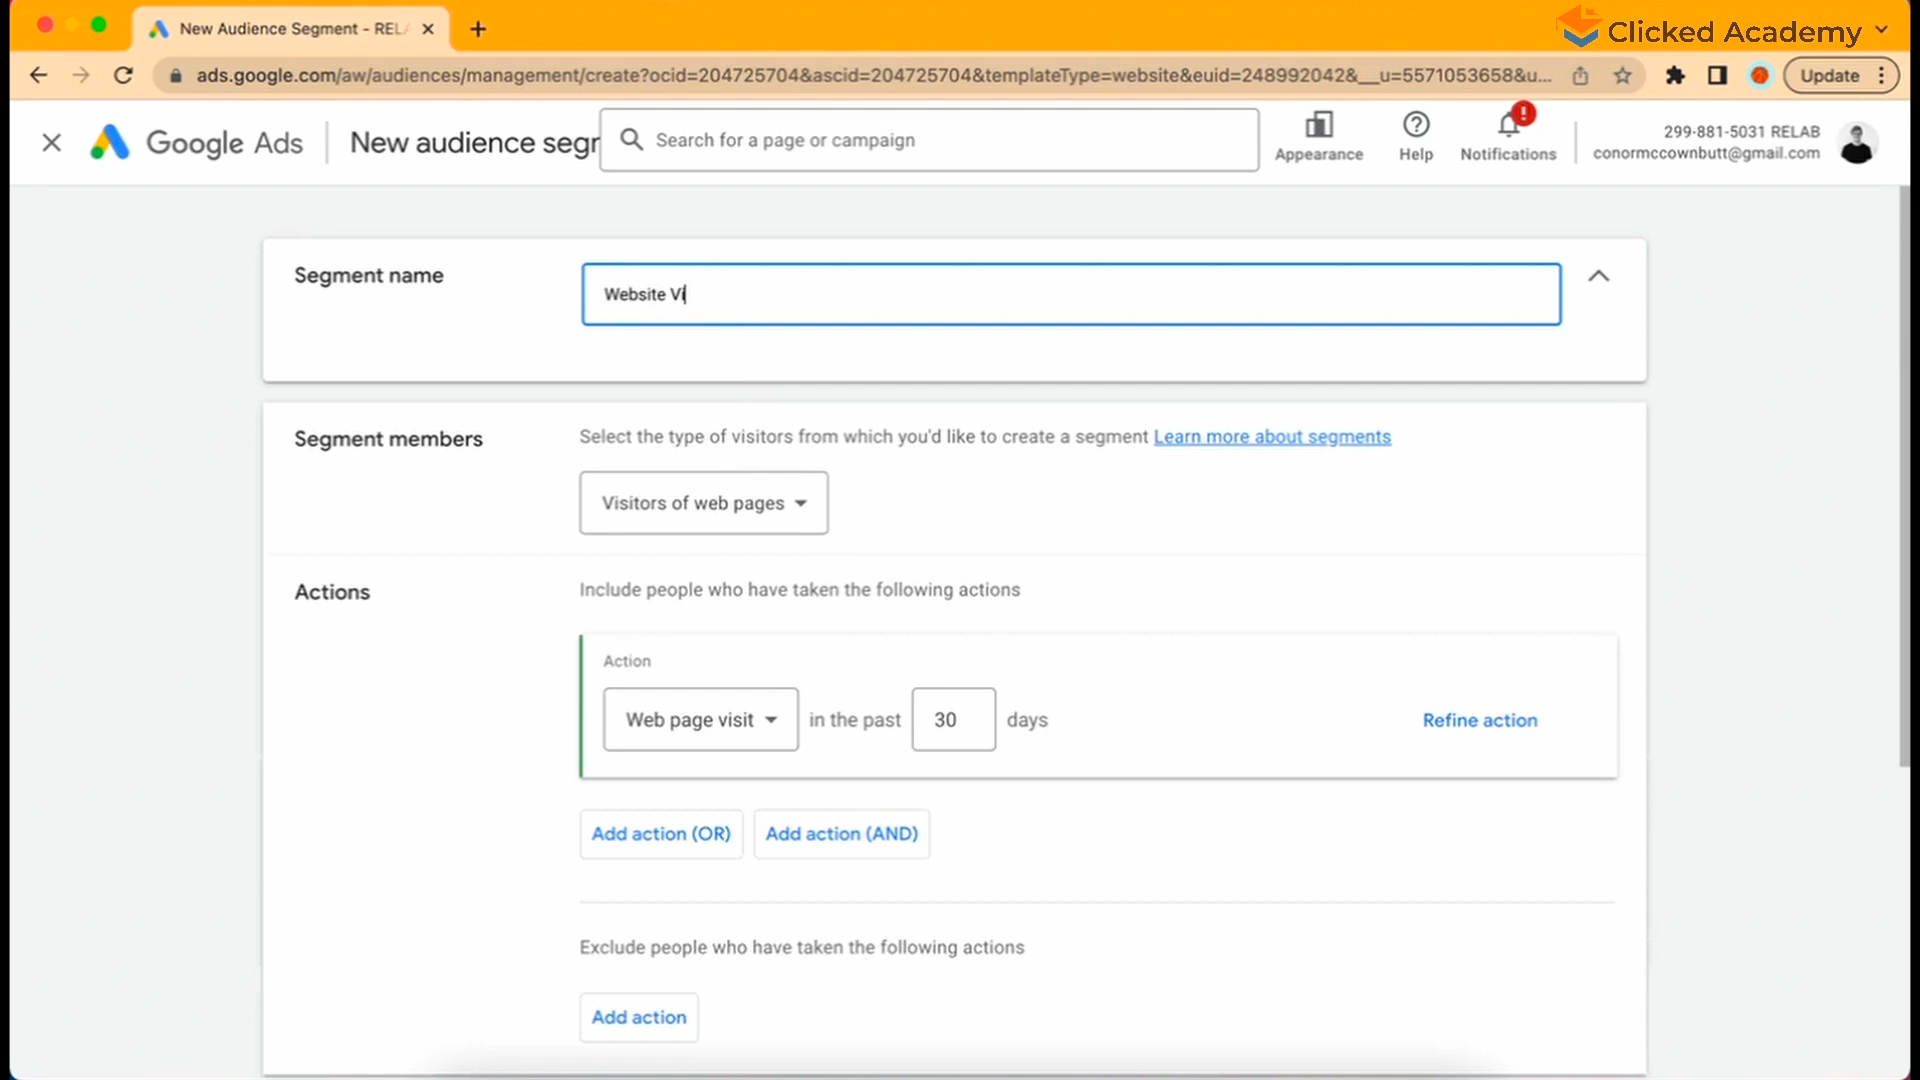 New Audience Segment - REL
Clicked Academy
ads.google.com/aw/audiences/management/create?ocid=204725704&ascid=204725704&templateType=website&euid=248992042&__u=5571053658&u...
Update
Google Ads
New audience segr
Search for a page or campaign
Appearance
Help
!
Notifications
299-881-5031 RELAB
conormccownbutt@gmail.com
Segment name
Website Vi
Segment members
Select the type of visitors from which you'd like to create a segment Learn more about segments
Visitors of web pages
Actions
Include people who have taken the following actions
Action
Web page visit in the past 30 days
Refine action
Add action (OR) Add action (AND)
Exclude people who have taken the following actions
Add action